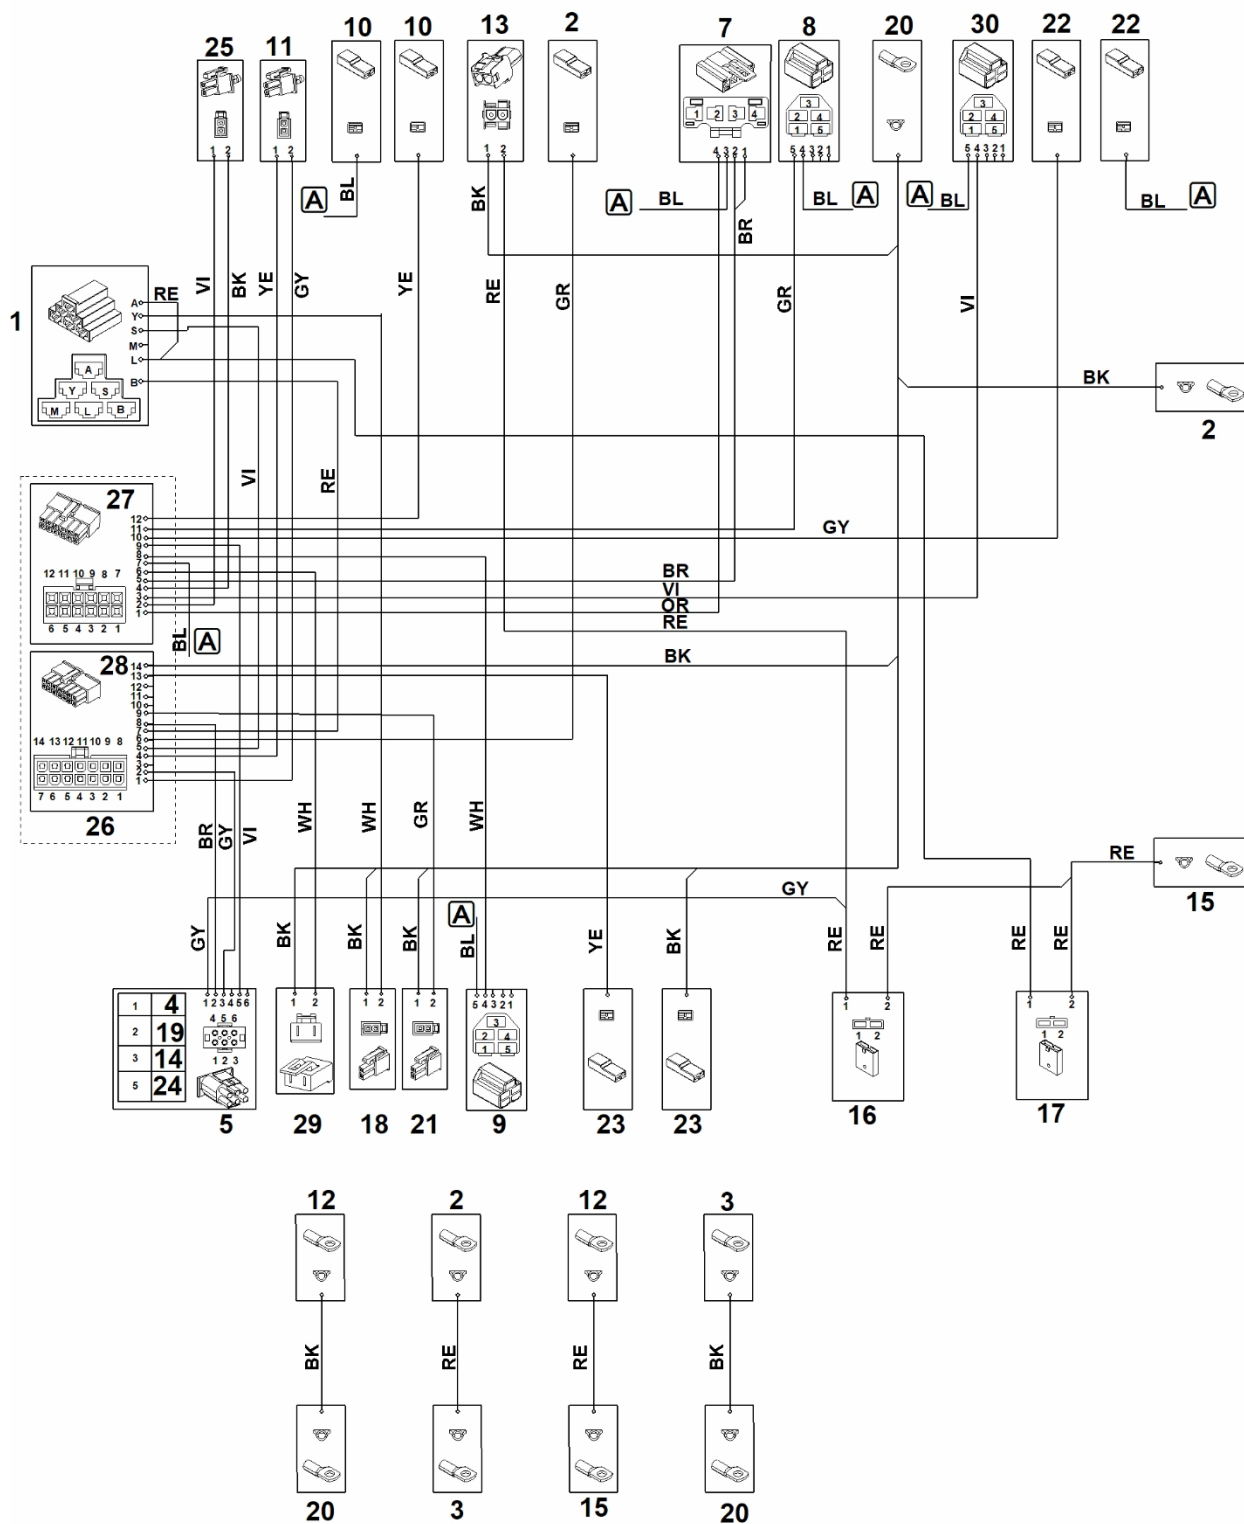 25 11 10 10 13 2 7 8 20 30 22 22
1 2 3 4
3
2 4
1 5
3
2 4
1 5
1 2 1 2 1 2 4 3 2 1 5 4 3 2 1 5 4 3 2 1
A BL A BL BL A A BL BL A
BK BR
VI BK YE GY YE RE GR GR VI
1
RE
A
Y
S
M
L
B
A
Y S
M L B
BK
2
VI RE
27
12
11
10
9
8
7
6
5
4
3
2
1
12 11 10 9 8 7
6 5 4 3 2 1
GY
BR
VI
OR
RE
BL A
BK
28
14
13
12
11
10
9
8
7
6
5
4
3
2
1
14 13 12 11 10 9 8
7 6 5 4 3 2 1
26
BR GY VI WH WH GR WH
RE
15
GY
A
GY BK BK BK BL YE BK RE RE RE RE
1 2 3 4 5 6 1 2 1 2 1 2 5 4 3 2 1 1 2 1 2
1 4
2 19
3 14
5 24
4 5 6
1 2 3
3
2 4
1 5
1 2
1 2
5 29 18 21 9 23 23 16 17
12 2 12 3
BK RE RE BK
20 3 15 20